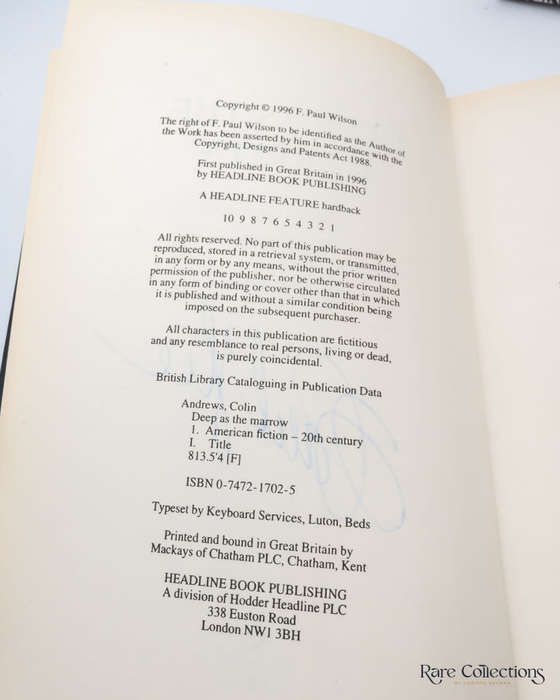 Copyright © 1996 F. Paul Wilson
The right of F. Paul Wilson to be identified as the Author of
the Work has been asserted by him in accordance with the
Copyright, Designs and Patents Act 1988.
First published in Great Britain in 1996
by HEADLINE BOOK PUBLISHING
A HEADLINE FEATURE hardback
10 9 8 7 6 5 4 3 2 1
All rights reserved. No part of this publication may be
reproduced, stored in a retrieval system, or transmitted,
in any form or by any means, without the prior written
permission of the publisher, nor be otherwise circulated
in any form of binding or cover other than that in which
it is published and without a similar condition being
imposed on the subsequent purchaser.
All characters in this publication are fictitious
and any resemblance to real persons, living or dead,
is purely coincidental.
British Library Cataloguing in Publication Data
Andrews, Colin
Deep as the marrow
1. American fiction – 20th century
I. Title
813.5'4 [F]
ISBN 0-7472-1702-5
Typeset by Keyboard Services, Luton, Beds
Printed and bound in Great Britain by
Mackays of Chatham PLC, Chatham, Kent
HEADLINE BOOK PUBLISHING
A division of Hodder Headline PLC
338 Euston Road
London NW1 3BH
Rare Collections